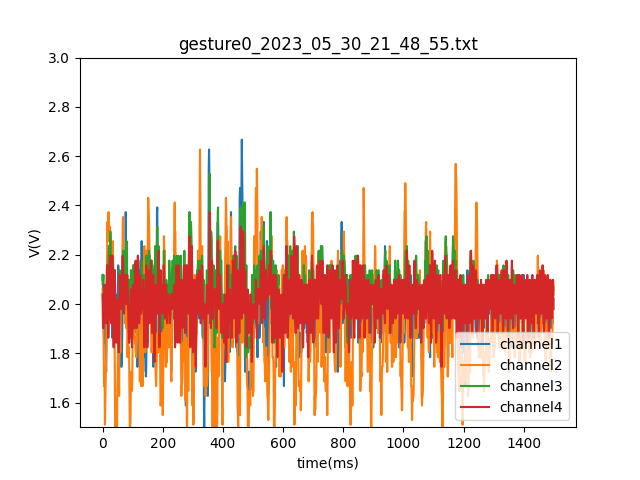 gesture0_2023_05_30_21_48_55.txt
3.0
2.8
2.6
2.4
2.2
2.0
1.8
1.6
V(V)
0 200 400 600 800 1000 1200 1400
time(ms)
channel1
channel2
channel3
channel4